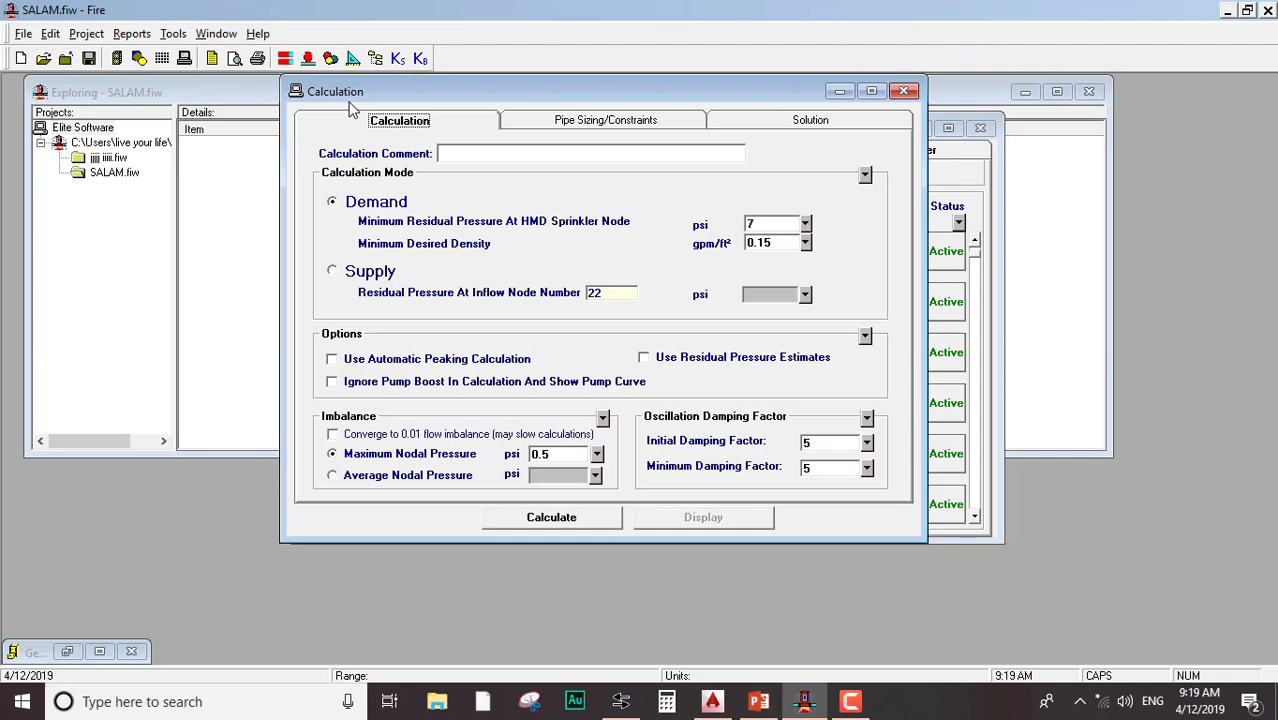 SALAM.fiw - Fire
File Edit Project Reports Tools Window Help
KS KB
Exploring - SALAM.fiw
Projects:
Details:
Elite Software
Item
C:\Users\live your life\
jjjj iiii.fiw
SALAM.fiw
Calculation
Calculation
Pipe Sizing/Constraints
Solution
Calculation Comment:
Calculation Mode
Demand
Minimum Residual Pressure At HMD Sprinkler Node psi 7
Minimum Desired Density gpm/ft² 0.15
Supply
Residual Pressure At Inflow Node Number 22 psi
Options
Use Automatic Peaking Calculation
Use Residual Pressure Estimates
Ignore Pump Boost In Calculation And Show Pump Curve
Imbalance
Converge to 0.01 flow imbalance (may slow calculations)
Maximum Nodal Pressure psi 0.5
Average Nodal Pressure psi
Oscillation Damping Factor
Initial Damping Factor: 5
Minimum Damping Factor: 5
Calculate
Display
er
Status
Active
Active
Active
Active
Active
Active
Ge...
4/12/2019
Range:
Units:
9:19 AM
CAPS
NUM
Type here to search
Au
ENG
9:19 AM
4/12/2019
2